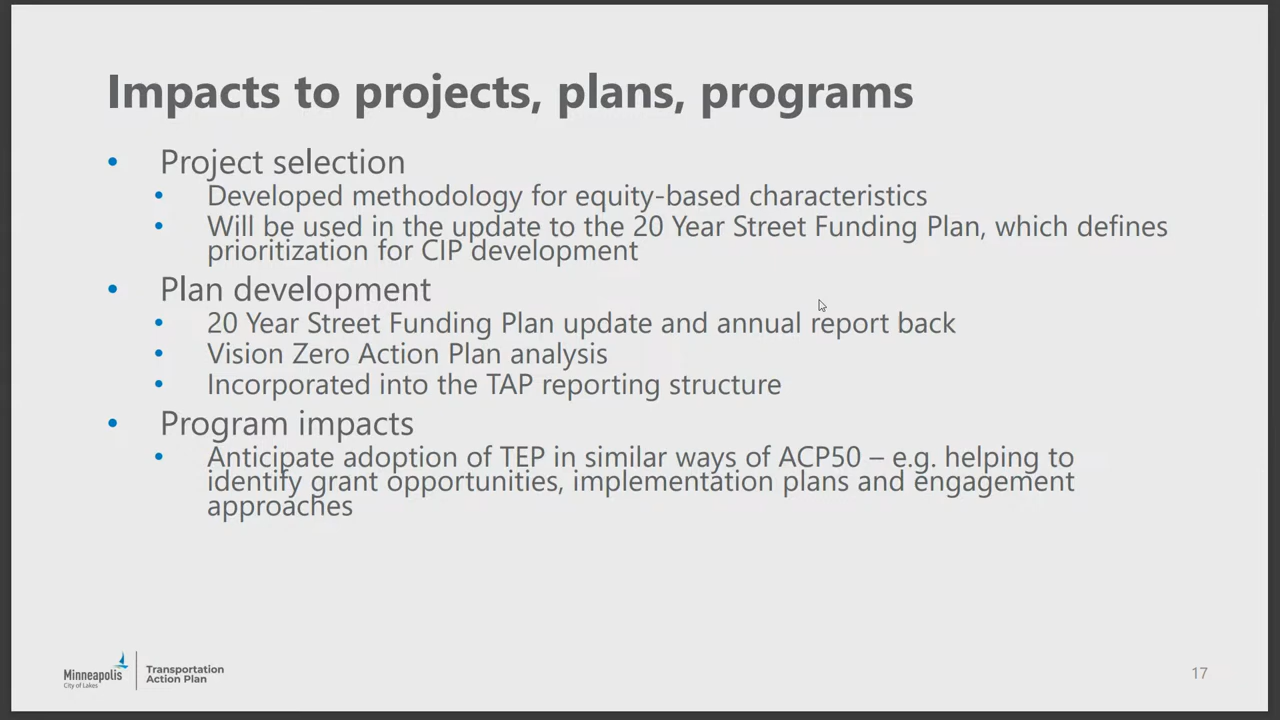 Impacts to projects, plans, programs
• Project selection
• Developed methodology for equity-based characteristics
• Will be used in the update to the 20 Year Street Funding Plan, which defines
prioritization for CIP development
• Plan development
• 20 Year Street Funding Plan update and annual report back
• Vision Zero Action Plan analysis
• Incorporated into the TAP reporting structure
• Program impacts
• Anticipate adoption of TEP in similar ways of ACP50 – e.g. helping to
identify grant opportunities, implementation plans and engagement
approaches
Minneapolis
City of Lakes
Transportation
Action Plan
17